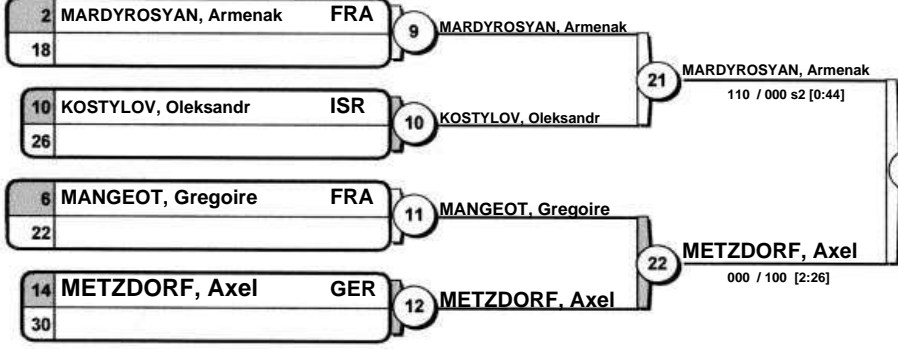 2 MARDYROSYAN, Armenak FRA
18
9
MARDYROSYAN, Armenak
10 KOSTYLOV, Oleksandr ISR
26
10
KOSTYLOV, Oleksandr
21
MARDYROSYAN, Armenak
110 / 000 s2 [0:44]
6 MANGEOT, Gregoire FRA
22
11
MANGEOT, Gregoire
14 METZDORF, Axel GER
30
12
METZDORF, Axel
22
METZDORF, Axel
000 / 100 [2:26]